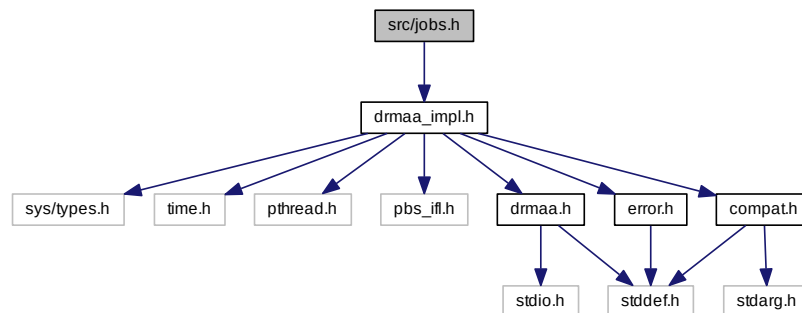 src/jobs.h
drmaa_impl.h
sys/types.h
time.h
pthread.h
pbs_ifl.h
drmaa.h
error.h
compat.h
stdio.h
stddef.h
stdarg.h